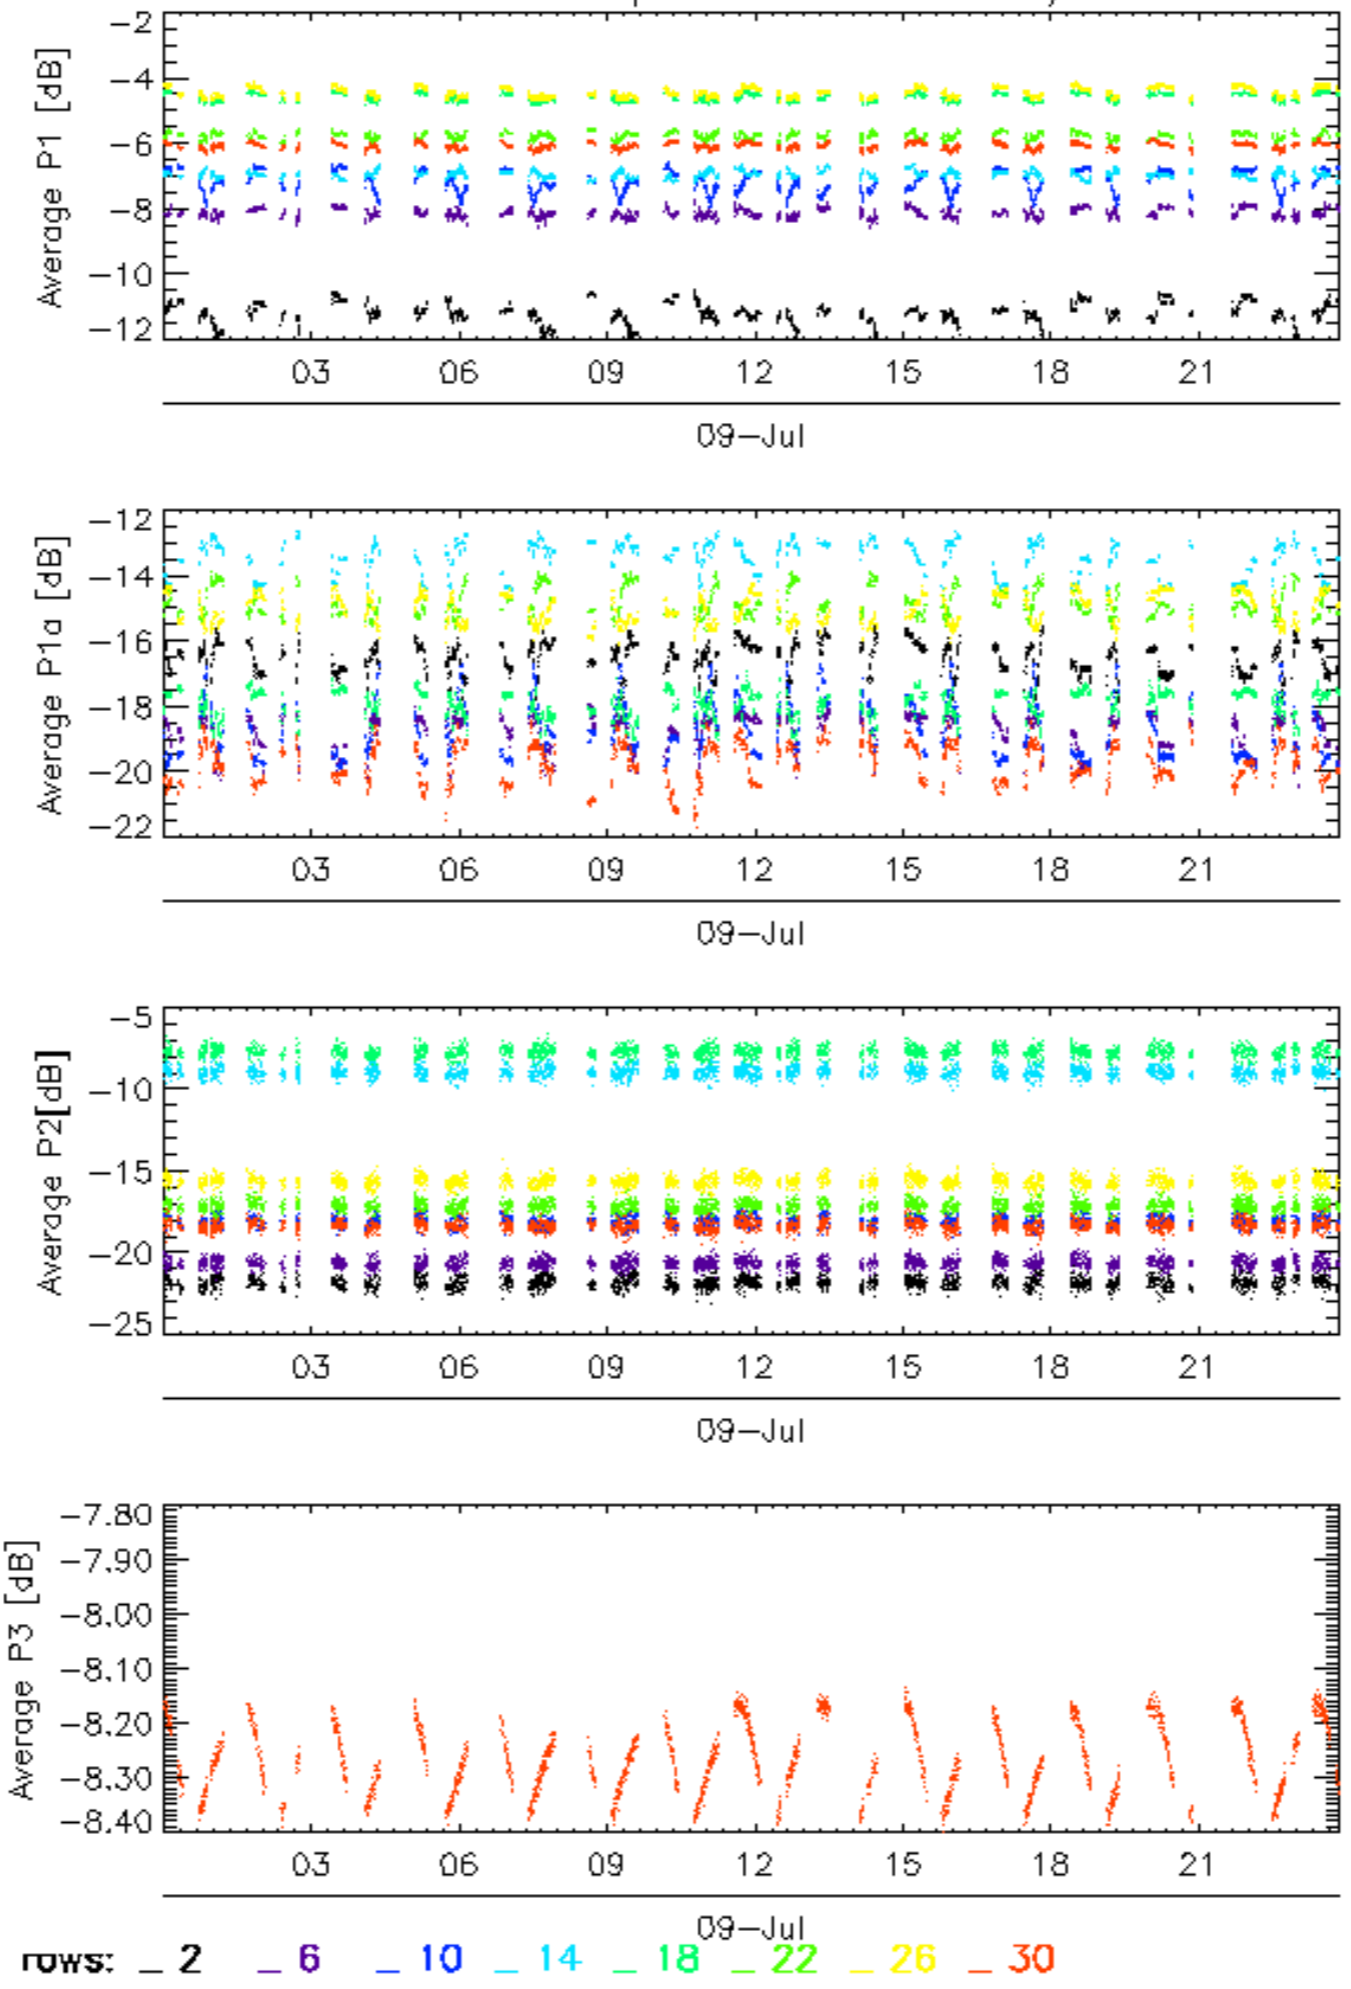 Average P1 [dB]
−2
−4
−6
−8
−10
−12
03 06 09 12 15 18 21
09−Jul
Average P1a [dB]
−12
−14
−16
−18
−20
−22
03 06 09 12 15 18 21
09−Jul
Average P2[dB]
−5
−10
−15
−20
−25
03 06 09 12 15 18 21
09−Jul
Average P3 [dB]
−7.80
−7.90
−8.00
−8.10
−8.20
−8.30
−8.40
03 06 09 12 15 18 21
09−Jul
rows: _ 2 _ 6 _ 10 _ 14 _ 18 _ 22 _ 26 _ 30